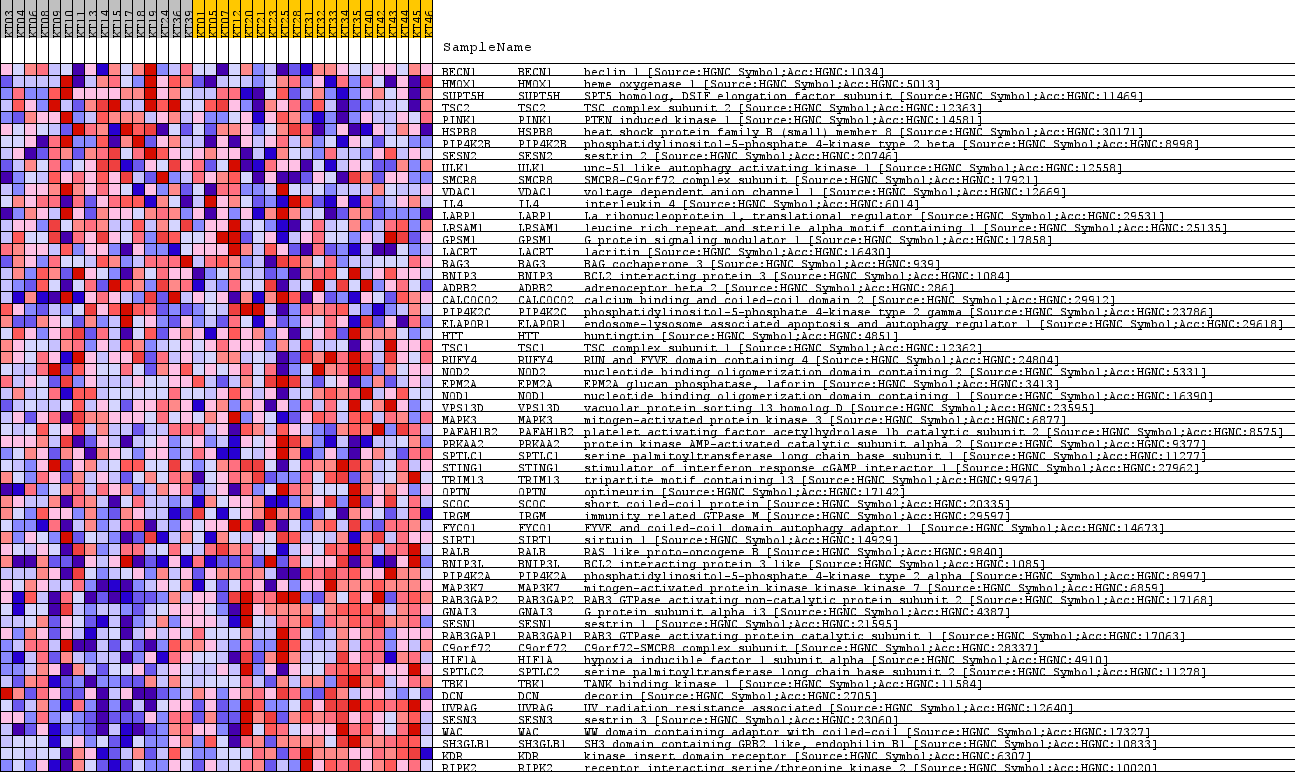 KT03 KT04 KT06 KT08 KT09 KT10 KT11 KT13 KT14 KT15 KT17 KT18 KT19 KT24 KT36 KT39 KT01 KT05 KT07 KT12 KT20 KT21 KT23 KT25 KT28 KT31 KT32 KT33 KT34 KT35 KT40 KT42 KT43 KT44 KT45 KT46
SampleName
BECN1 BECN1 beclin 1 [Source:HGNC Symbol;Acc:HGNC:1034]
HMOX1 HMOX1 heme oxygenase 1 [Source:HGNC Symbol;Acc:HGNC:5013]
SUPT5H SUPT5H SPT5 homolog, DSIF elongation factor subunit [Source:HGNC Symbol;Acc:HGNC:11469]
TSC2 TSC2 TSC complex subunit 2 [Source:HGNC Symbol;Acc:HGNC:12363]
PINK1 PINK1 PTEN induced kinase 1 [Source:HGNC Symbol;Acc:HGNC:14581]
HSPB8 HSPB8 heat shock protein family B (small) member 8 [Source:HGNC Symbol;Acc:HGNC:30171]
PIP4K2B PIP4K2B phosphatidylinositol-5-phosphate 4-kinase type 2 beta [Source:HGNC Symbol;Acc:HGNC:8998]
SESN2 SESN2 sestrin 2 [Source:HGNC Symbol;Acc:HGNC:20746]
ULK1 ULK1 unc-51 like autophagy activating kinase 1 [Source:HGNC Symbol;Acc:HGNC:12558]
SMCR8 SMCR8 SMCR8-C9orf72 complex subunit [Source:HGNC Symbol;Acc:HGNC:17921]
VDAC1 VDAC1 voltage dependent anion channel 1 [Source:HGNC Symbol;Acc:HGNC:12669]
IL4 IL4 interleukin 4 [Source:HGNC Symbol;Acc:HGNC:6014]
LARP1 LARP1 La ribonucleoprotein 1, translational regulator [Source:HGNC Symbol;Acc:HGNC:29531]
LRSAM1 LRSAM1 leucine rich repeat and sterile alpha motif containing 1 [Source:HGNC Symbol;Acc:HGNC:25135]
GPSM1 GPSM1 G protein signaling modulator 1 [Source:HGNC Symbol;Acc:HGNC:17858]
LACRT LACRT lacritin [Source:HGNC Symbol;Acc:HGNC:16430]
BAG3 BAG3 BAG cochaperone 3 [Source:HGNC Symbol;Acc:HGNC:939]
BNIP3 BNIP3 BCL2 interacting protein 3 [Source:HGNC Symbol;Acc:HGNC:1084]
ADRB2 ADRB2 adrenoceptor beta 2 [Source:HGNC Symbol;Acc:HGNC:286]
CALCOCO2 CALCOCO2 calcium binding and coiled-coil domain 2 [Source:HGNC Symbol;Acc:HGNC:29912]
PIP4K2C PIP4K2C phosphatidylinositol-5-phosphate 4-kinase type 2 gamma [Source:HGNC Symbol;Acc:HGNC:23786]
ELAPOR1 ELAPOR1 endosome-lysosome associated apoptosis and autophagy regulator 1 [Source:HGNC Symbol;Acc:HGNC:29618]
HTT HTT huntingtin [Source:HGNC Symbol;Acc:HGNC:4851]
TSC1 TSC1 TSC complex subunit 1 [Source:HGNC Symbol;Acc:HGNC:12362]
RUFY4 RUFY4 RUN and FYVE domain containing 4 [Source:HGNC Symbol;Acc:HGNC:24804]
NOD2 NOD2 nucleotide binding oligomerization domain containing 2 [Source:HGNC Symbol;Acc:HGNC:5331]
EPM2A EPM2A EPM2A glucan phosphatase, laforin [Source:HGNC Symbol;Acc:HGNC:3413]
NOD1 NOD1 nucleotide binding oligomerization domain containing 1 [Source:HGNC Symbol;Acc:HGNC:16390]
VPS13D VPS13D vacuolar protein sorting 13 homolog D [Source:HGNC Symbol;Acc:HGNC:23595]
MAPK3 MAPK3 mitogen-activated protein kinase 3 [Source:HGNC Symbol;Acc:HGNC:6877]
PAFAH1B2 PAFAH1B2 platelet activating factor acetylhydrolase 1b catalytic subunit 2 [Source:HGNC Symbol;Acc:HGNC:8575]
PRKAA2 PRKAA2 protein kinase AMP-activated catalytic subunit alpha 2 [Source:HGNC Symbol;Acc:HGNC:9377]
SPTLC1 SPTLC1 serine palmitoyltransferase long chain base subunit 1 [Source:HGNC Symbol;Acc:HGNC:11277]
STING1 STING1 stimulator of interferon response cGAMP interactor 1 [Source:HGNC Symbol;Acc:HGNC:27962]
TRIM13 TRIM13 tripartite motif containing 13 [Source:HGNC Symbol;Acc:HGNC:9976]
OPTN OPTN optineurin [Source:HGNC Symbol;Acc:HGNC:17142]
SCOC SCOC short coiled-coil protein [Source:HGNC Symbol;Acc:HGNC:20335]
IRGM IRGM immunity related GTPase M [Source:HGNC Symbol;Acc:HGNC:29597]
FYCO1 FYCO1 FYVE and coiled-coil domain autophagy adaptor 1 [Source:HGNC Symbol;Acc:HGNC:14673]
SIRT1 SIRT1 sirtuin 1 [Source:HGNC Symbol;Acc:HGNC:14929]
RALB RALB RAS like proto-oncogene B [Source:HGNC Symbol;Acc:HGNC:9840]
BNIP3L BNIP3L BCL2 interacting protein 3 like [Source:HGNC Symbol;Acc:HGNC:1085]
PIP4K2A PIP4K2A phosphatidylinositol-5-phosphate 4-kinase type 2 alpha [Source:HGNC Symbol;Acc:HGNC:8997]
MAP3K7 MAP3K7 mitogen-activated protein kinase kinase kinase 7 [Source:HGNC Symbol;Acc:HGNC:6859]
RAB3GAP2 RAB3GAP2 RAB3 GTPase activating non-catalytic protein subunit 2 [Source:HGNC Symbol;Acc:HGNC:17168]
GNAI3 GNAI3 G protein subunit alpha i3 [Source:HGNC Symbol;Acc:HGNC:4387]
SESN1 SESN1 sestrin 1 [Source:HGNC Symbol;Acc:HGNC:21595]
RAB3GAP1 RAB3GAP1 RAB3 GTPase activating protein catalytic subunit 1 [Source:HGNC Symbol;Acc:HGNC:17063]
C9orf72 C9orf72 C9orf72-SMCR8 complex subunit [Source:HGNC Symbol;Acc:HGNC:28337]
HIF1A HIF1A hypoxia inducible factor 1 subunit alpha [Source:HGNC Symbol;Acc:HGNC:4910]
SPTLC2 SPTLC2 serine palmitoyltransferase long chain base subunit 2 [Source:HGNC Symbol;Acc:HGNC:11278]
TBK1 TBK1 TANK binding kinase 1 [Source:HGNC Symbol;Acc:HGNC:11584]
DCN DCN decorin [Source:HGNC Symbol;Acc:HGNC:2705]
UVRAG UVRAG UV radiation resistance associated [Source:HGNC Symbol;Acc:HGNC:12640]
SESN3 SESN3 sestrin 3 [Source:HGNC Symbol;Acc:HGNC:23060]
WAC WAC WW domain containing adaptor with coiled-coil [Source:HGNC Symbol;Acc:HGNC:17327]
SH3GLB1 SH3GLB1 SH3 domain containing GRB2 like, endophilin B1 [Source:HGNC Symbol;Acc:HGNC:10833]
KDR KDR kinase insert domain receptor [Source:HGNC Symbol;Acc:HGNC:6307]
RIPK2 RIPK2 receptor interacting serine/threonine kinase 2 [Source:HGNC Symbol;Acc:HGNC:10020]